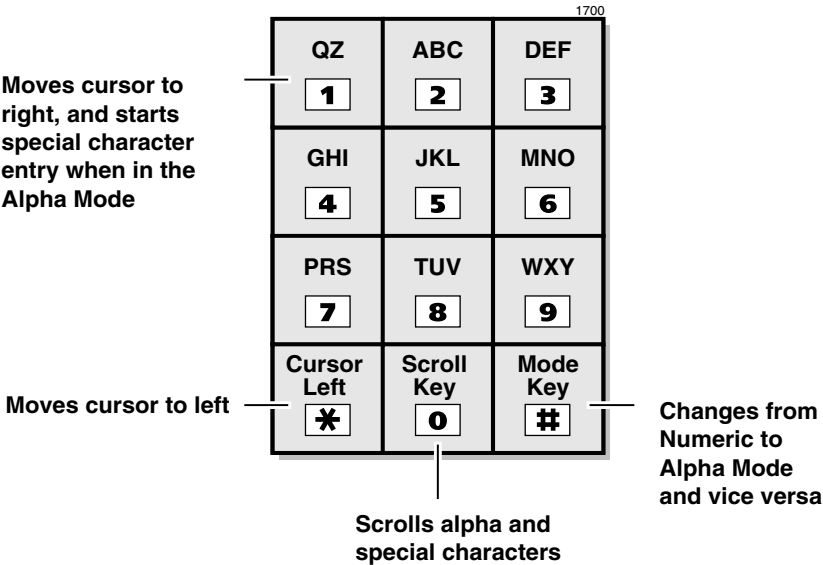 1700
QZ
ABC
DEF
1
2
3
Moves cursor to
right, and starts
special character
entry when in the
Alpha Mode
GHI
JKL
MNO
4
5
6
PRS
TUV
WXY
7
8
9
Cursor
Left
Scroll
Key
Mode
Key
*
0
#
Moves cursor to left
Changes from
Numeric to
Alpha Mode
and vice versa
Scrolls alpha and
special characters